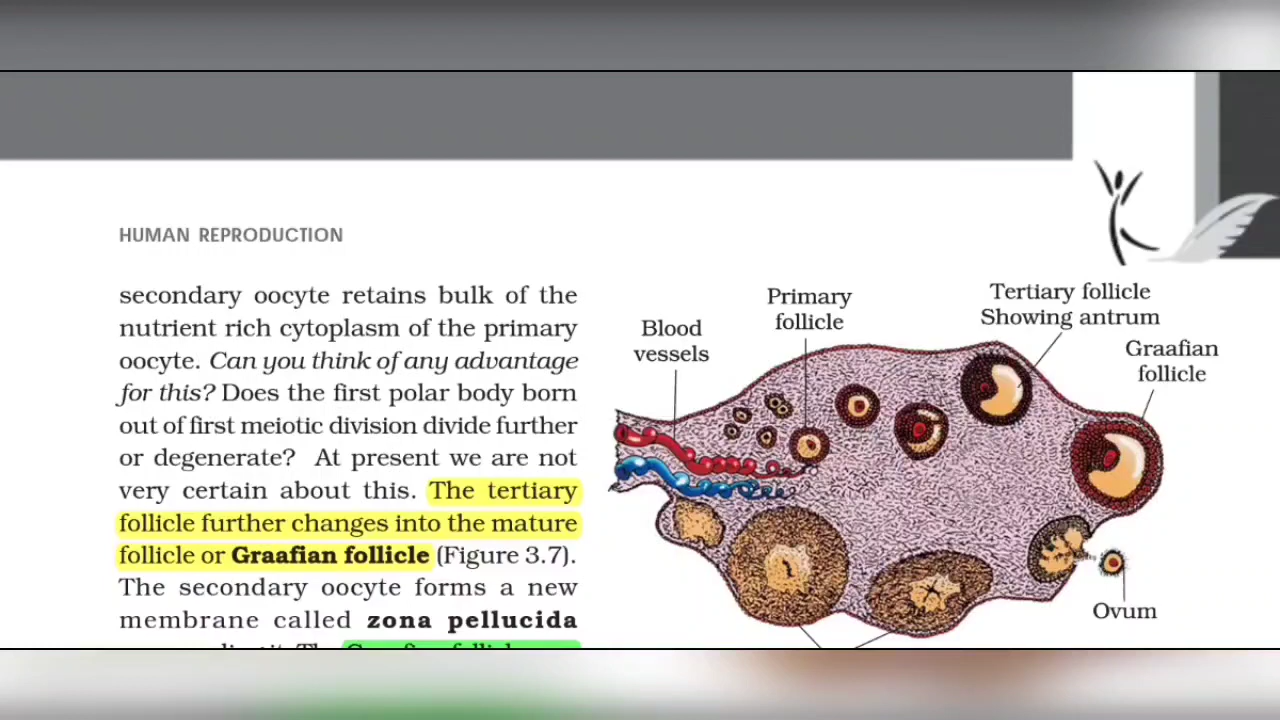 HUMAN REPRODUCTION
secondary oocyte retains bulk of the
nutrient rich cytoplasm of the primary
oocyte. Can you think of any advantage
for this? Does the first polar body born
out of first meiotic division divide further
or degenerate? At present we are not
very certain about this. The tertiary
follicle further changes into the mature
follicle or Graafian follicle (Figure 3.7).
The secondary oocyte forms a new
membrane called zona pellucida
Blood
vessels
Primary
follicle
Tertiary follicle
Showing antrum
Graafian
follicle
Ovum